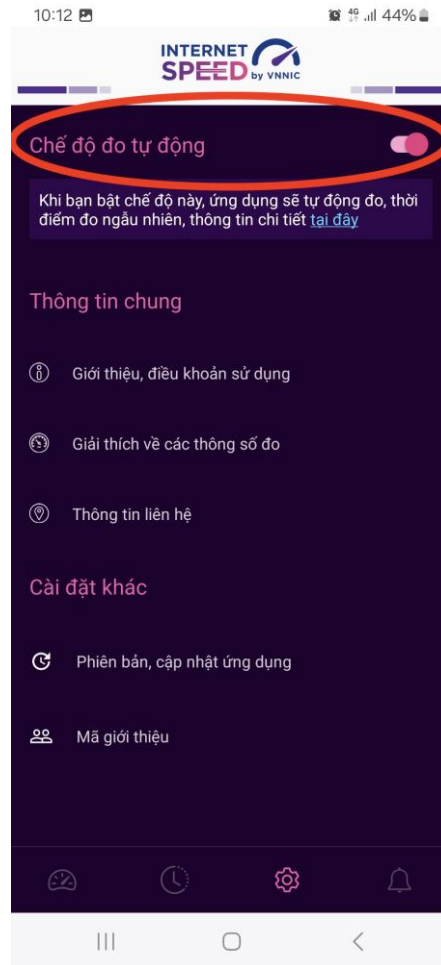 10:12 4G 44%
INTERNET
SPEED by VNNIC
Chế độ đo tự động
Khi bạn bật chế độ này, ứng dụng sẽ tự động đo, thời
điểm đo ngẫu nhiên, thông tin chi tiết tại đây
Thông tin chung
Giới thiệu, điều khoản sử dụng
Giải thích về các thông số đo
Thông tin liên hệ
Cài đặt khác
Phiên bản, cập nhật ứng dụng
Mã giới thiệu